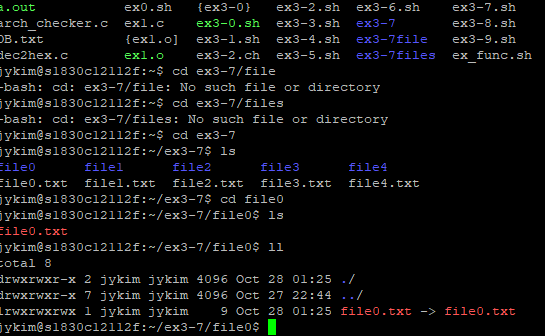 a.out ex0.sh {ex3-0} ex3-2.sh ex3-6.sh ex3-7.sh
arch_checker.c ex1.c ex3-0.sh ex3-3.sh ex3-7 ex3-8.sh
DB.txt {ex1.o] ex3-1.sh ex3-4.sh ex3-7file ex3-9.sh
dec2hex.c ex1.o ex3-2.ch ex3-5.sh ex3-7files ex_func.sh
jykim@s1830c12112f:~$ cd ex3-7/file
-bash: cd: ex3-7/file: No such file or directory
jykim@s1830c12112f:~$ cd ex3-7/files
-bash: cd: ex3-7/files: No such file or directory
jykim@s1830c12112f:~$ cd ex3-7
jykim@s1830c12112f:~/ex3-7$ ls
file0 file1 file2 file3 file4
file0.txt file1.txt file2.txt file3.txt file4.txt
jykim@s1830c12112f:~/ex3-7$ cd file0
jykim@s1830c12112f:~/ex3-7/file0$ ls
file0.txt
jykim@s1830c12112f:~/ex3-7/file0$ ll
total 8
drwxrwxr-x 2 jykim jykim 4096 Oct 28 01:25 ./
drwxrwxr-x 7 jykim jykim 4096 Oct 27 22:44 ../
lrwxrwxrwx 1 jykim jykim 9 Oct 28 01:25 file0.txt -> file0.txt
jykim@s1830c12112f:~/ex3-7/file0$